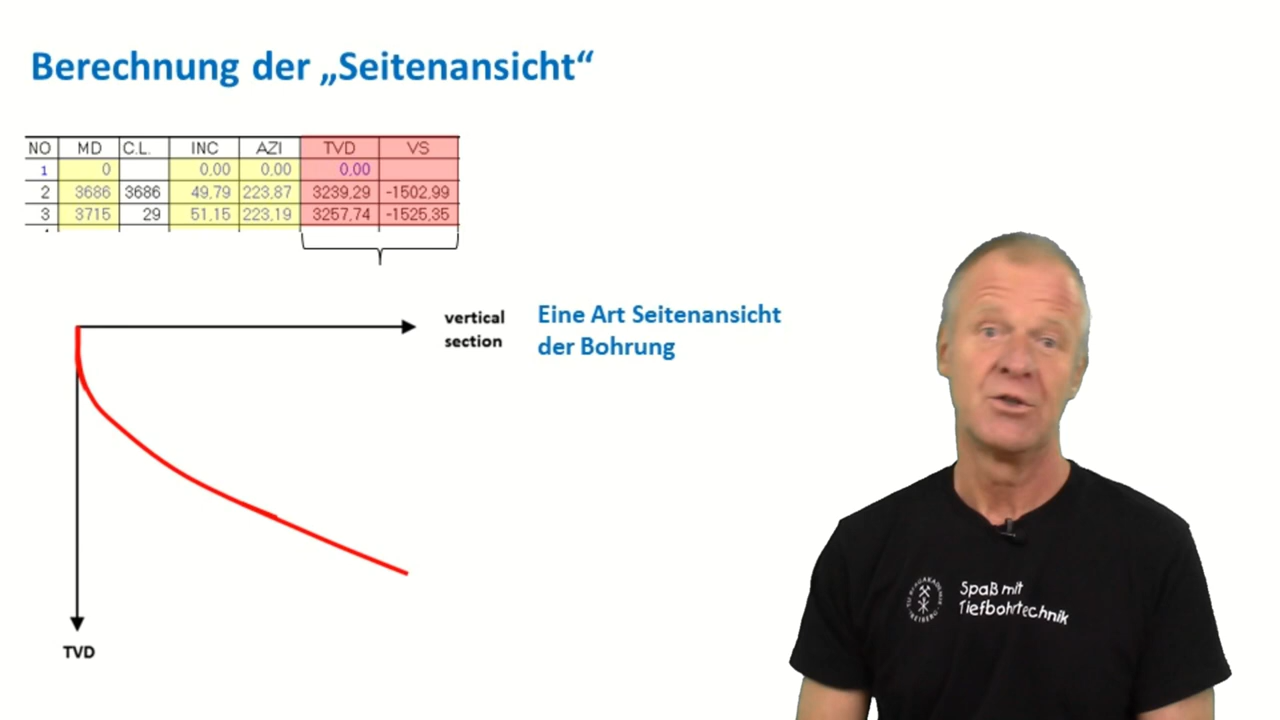 Berechnung der „Seitenansicht“
NO MD C.L. INC AZI TVD VS
1 0 0,00 0,00 0,00
2 3686 3686 49,79 223,87 3239,29 -1502,99
3 3715 29 51,15 223,19 3257,74 -1525,35
vertical
section
Eine Art Seitenansicht
der Bohrung
TVD
Spaß mit
Tiefbohrtechnik